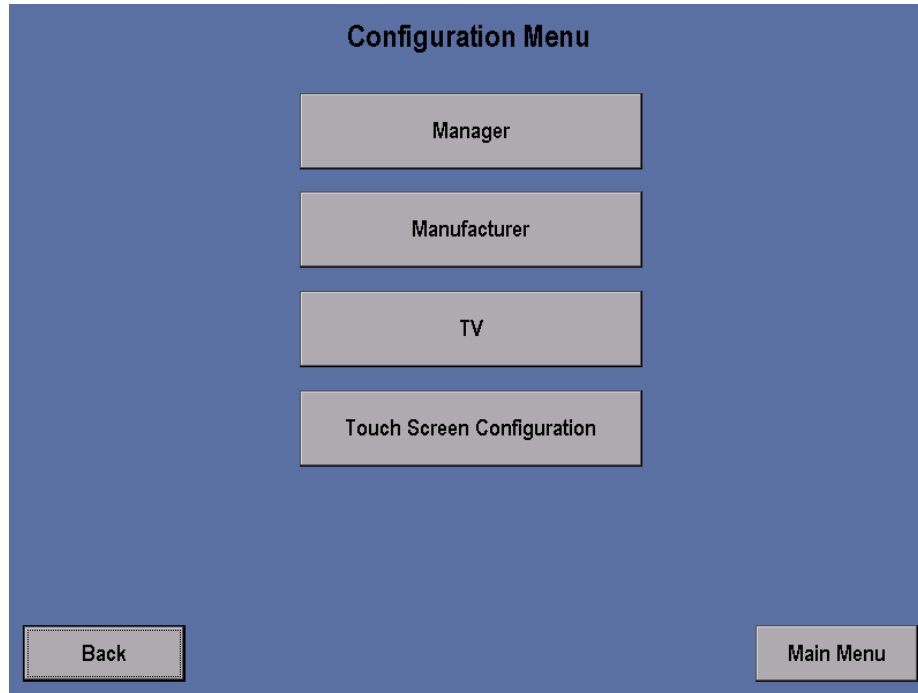 Configuration Menu
Manager
Manufacturer
TV
Touch Screen Configuration
Back
Main Menu